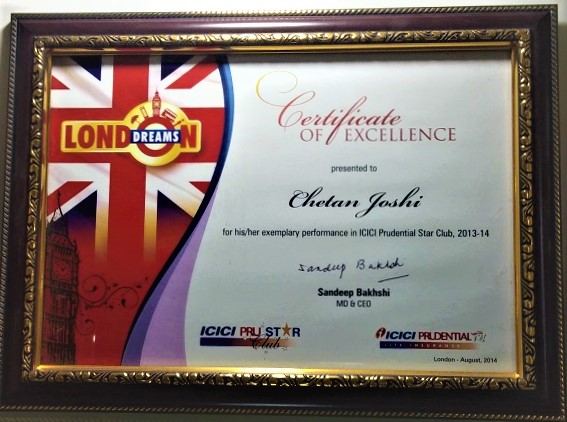 LONDON
DREAMS
Certificate
OF EXCELLENCE
presented to
Chetan Joshi
for his/her exemplary performance in ICICI Prudential Star Club, 2013-14
Sandeep Bakhshi
Sandeep Bakhshi
MD & CEO
ICICI PRU STAR
Club
ICICI PRUDENTIAL
LIFE INSURANCE
London - August, 2014